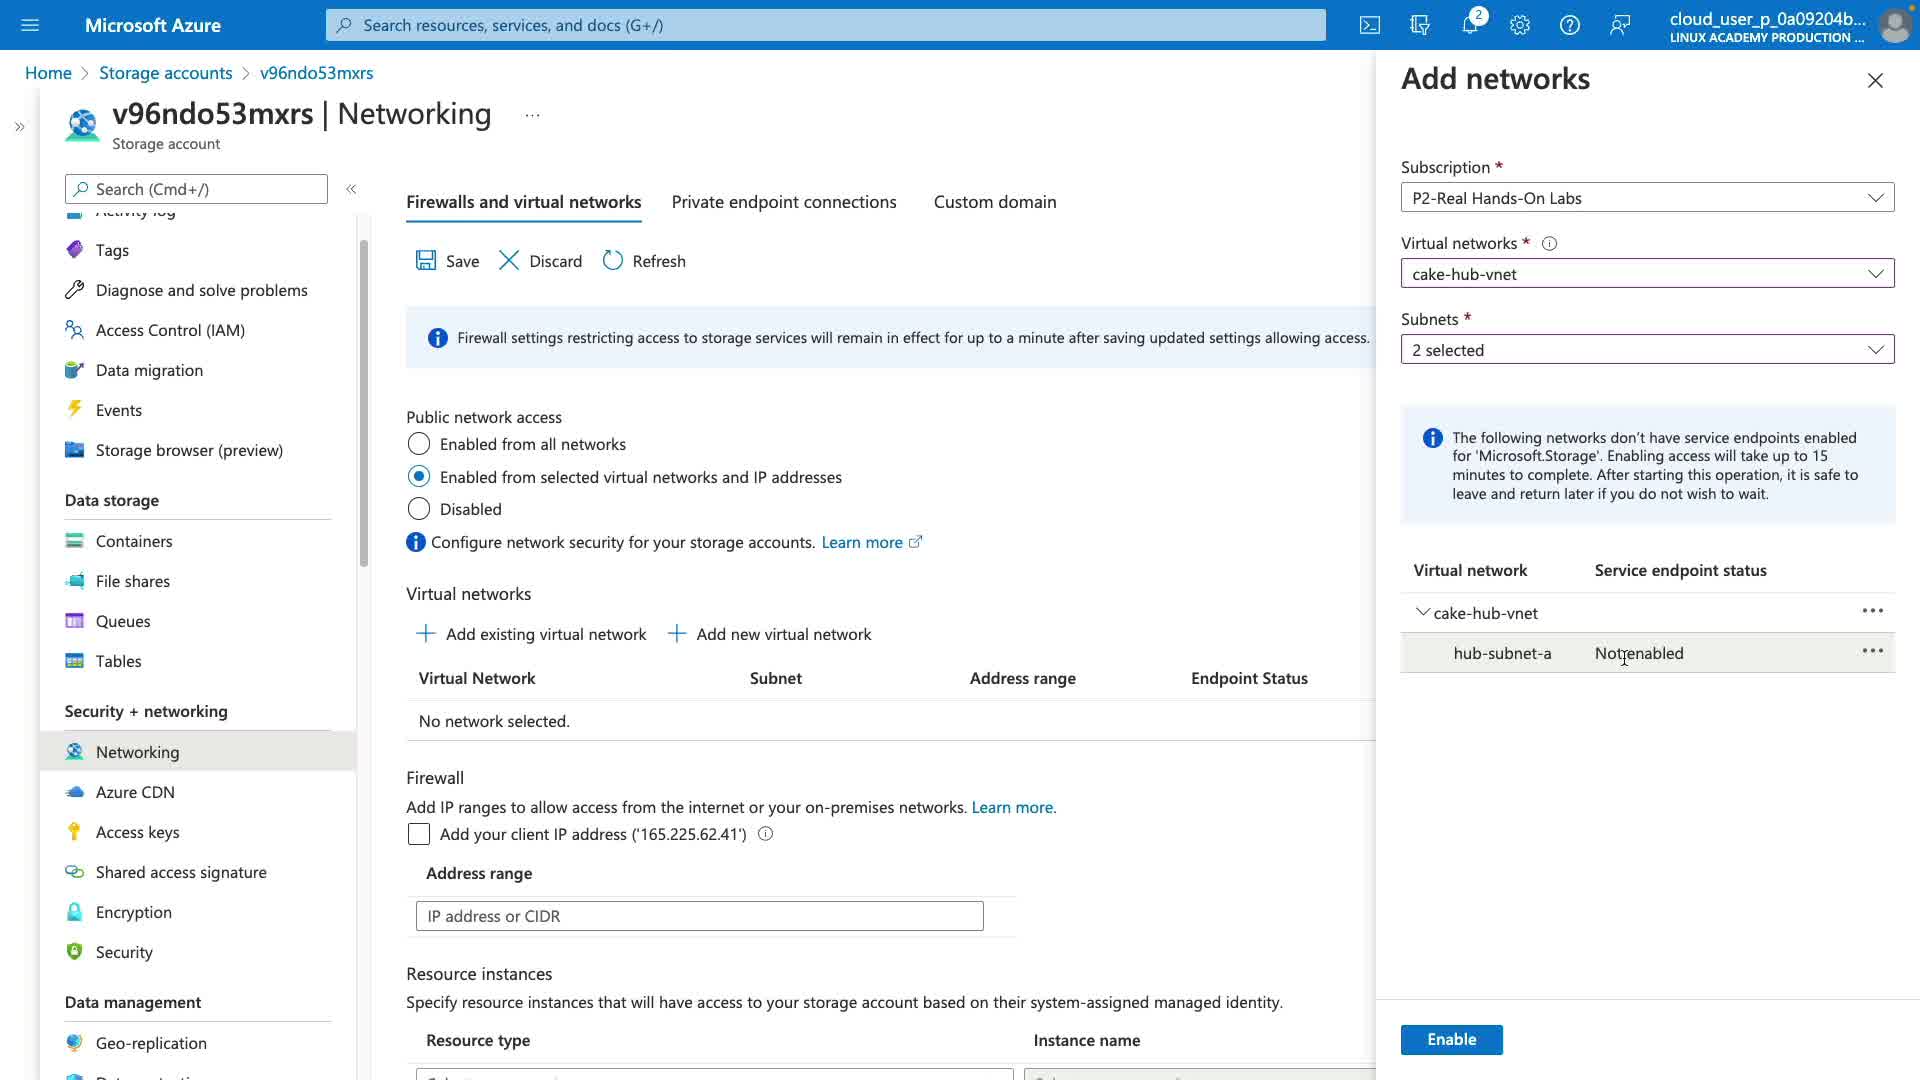 Microsoft Azure
Search resources, services, and docs (G+/)
2
cloud_user_p_0a09204b...
LINUX ACADEMY PRODUCTION ...
Home > Storage accounts > v96ndo53mxrs
v96ndo53mxrs | Networking ...
Storage account
Search (Cmd+/)
Activity log
Tags
Diagnose and solve problems
Access Control (IAM)
Data migration
Events
Storage browser (preview)
Data storage
Containers
File shares
Queues
Tables
Security + networking
Networking
Azure CDN
Access keys
Shared access signature
Encryption
Security
Data management
Geo-replication
Firewalls and virtual networks
Private endpoint connections
Custom domain
Save
Discard
Refresh
Firewall settings restricting access to storage services will remain in effect for up to a minute after saving updated settings allowing access.
Public network access
Enabled from all networks
Enabled from selected virtual networks and IP addresses
Disabled
Configure network security for your storage accounts. Learn more
Virtual networks
Add existing virtual network
Add new virtual network
Virtual Network Subnet Address range Endpoint Status
No network selected.
Firewall
Add IP ranges to allow access from the internet or your on-premises networks. Learn more.
Add your client IP address ('165.225.62.41')
Address range
IP address or CIDR
Resource instances
Specify resource instances that will have access to your storage account based on their system-assigned managed identity.
Resource type Instance name
Add networks
Subscription *
P2-Real Hands-On Labs
Virtual networks *
cake-hub-vnet
Subnets *
2 selected
The following networks don't have service endpoints enabled
for 'Microsoft.Storage'. Enabling access will take up to 15
minutes to complete. After starting this operation, it is safe to
leave and return later if you do not wish to wait.
Virtual network Service endpoint status
cake-hub-vnet ...
hub-subnet-a Not enabled ...
Enable